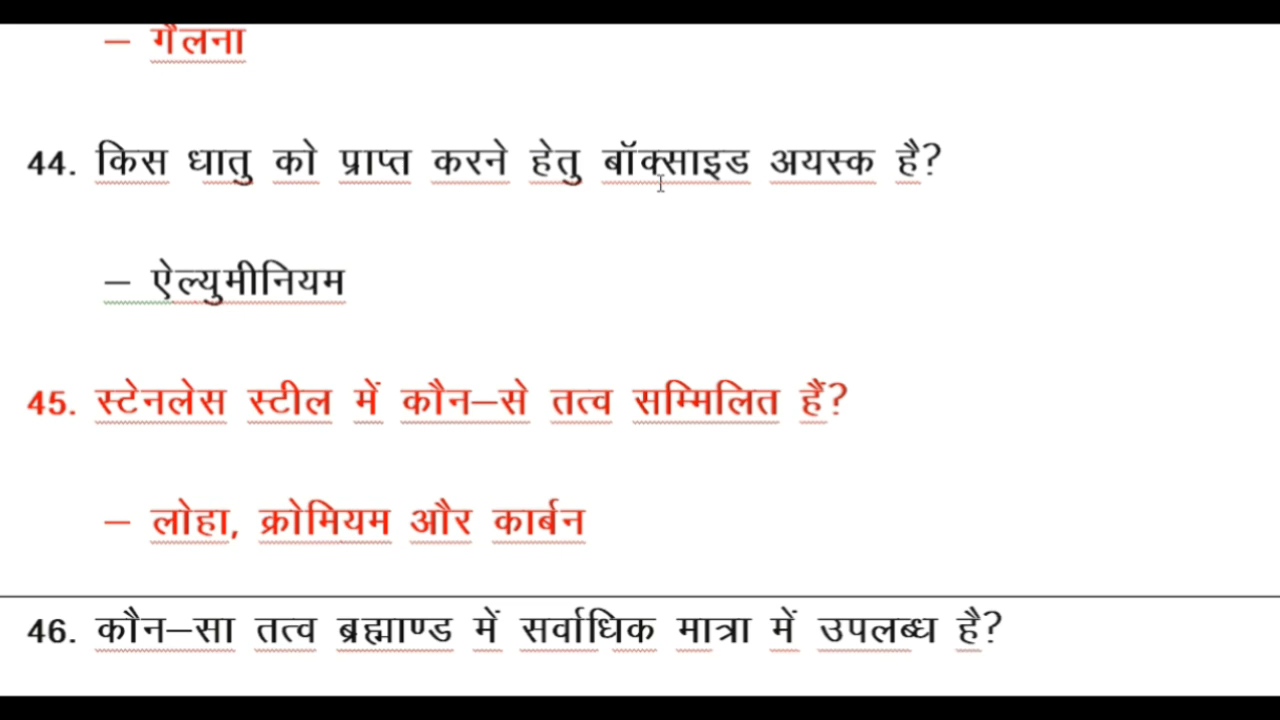 – गैलना
44. किस धातु को प्राप्त करने हेतु बॉक्साइड अयस्क है?
– ऐल्युमीनियम
45. स्टेनलेस स्टील में कौन–से तत्व सम्मिलित हैं?
– लोहा, क्रोमियम और कार्बन
46. कौन–सा तत्व ब्रह्माण्ड में सर्वाधिक मात्रा में उपलब्ध है?